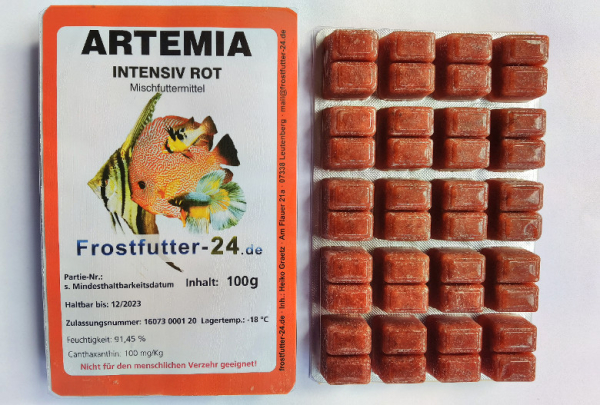 ARTEMIA
INTENSIV ROT
Mischfuttermittel
Frostfutter-24.de
Partie-Nr.:
s. Mindesthaltbarkeitsdatum
Inhalt: 100g
Haltbar bis: 12/2023
Zulassungsnummer: 16073 0001 20 Lagertemp.: -18 °C
Feuchtigkeit: 91,45 %
Canthaxanthin: 100 mg/Kg
Nicht für den menschlichen Verzehr geeignet!
frostfutter-24.de · Inh.: Heiko Graetz Am Flauer 21a · 07338 Leutenberg · mail@frostfutter-24.de